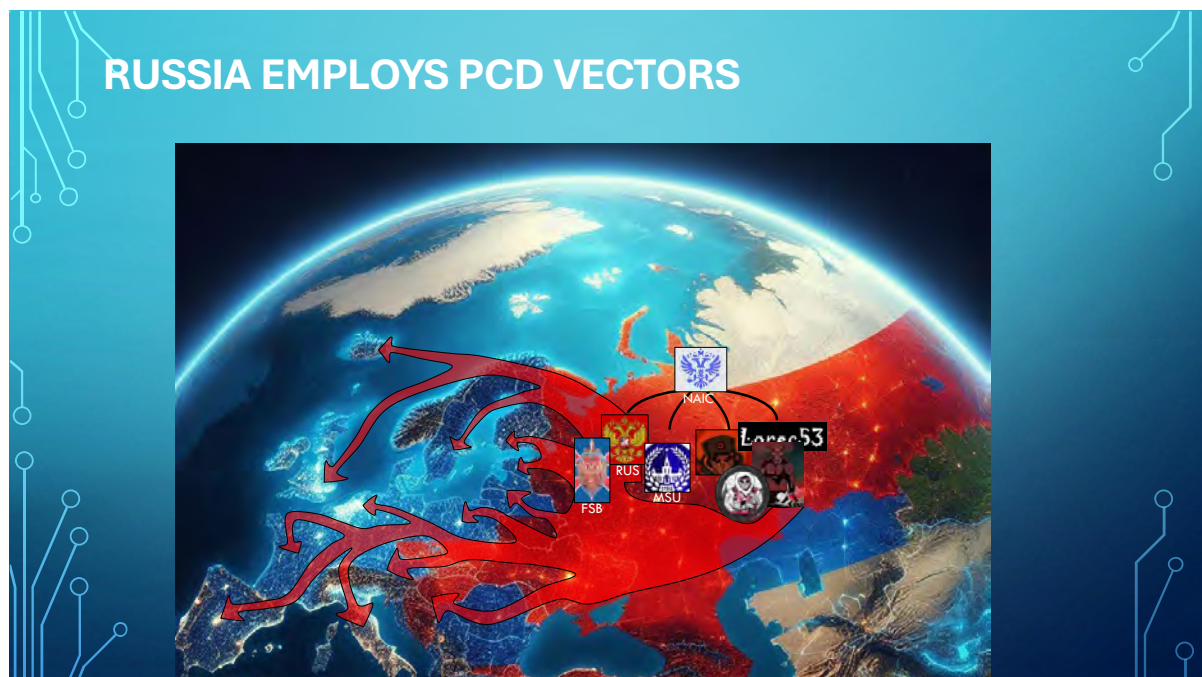 RUSSIA EMPLOYS PCD VECTORS
NAIC
Lorec53
RUS
MSU
FSB